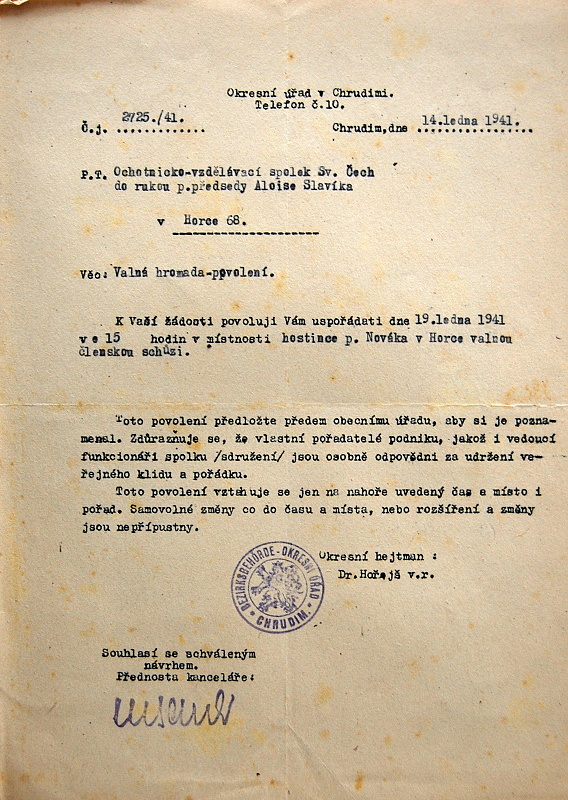 Okresní úřad v Chrudimi.
Telefon č.10.
Č.j. 2725./41.
Chrudim,dne 14.ledna 1941.
P.T. Ochotnicko-vzdělávací spolek Sv. Čech
do rukou p.předsedy Aloise Slavíka
v Horce 68.
Věc: Valná hromada-povolení.
K Vaší žádosti povoluji Vám uspořádati dne 19.ledna 1941
v e 15 hodin v místnosti hostince p. Nováka v Horce valnou
členskou schůzi.
Toto povolení předložte předem obecnímu úřadu, aby si je pozna-
menal. Zdůrazňuje se, že vlastní pořadatelé podniku, jakož i vedoucí
funkcionáři spolku /sdružení/ jsou osobně odpovědni za udržení ve-
řejného klidu a pořádku.
Toto povolení vztahuje se jen na nahoře uvedený čas a místo i
pořad. Samovolné změny co do času a místa, nebo rozšíření a změny
jsou nepřípustny.
Okresní hejtman :
Dr.Hořejš v.r.
BEZIRKSBEHÖRDE - OKRESNÍ ÚŘAD
* CHRUDIM. *
Souhlasí se schváleným
návrhem.
Přednosta kanceláře: